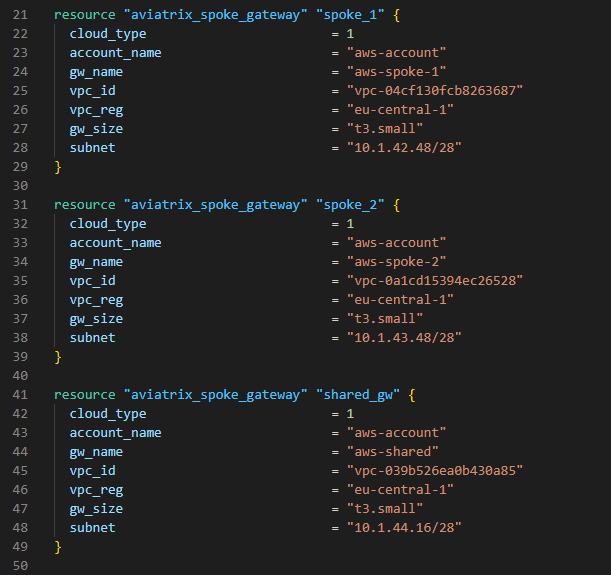 21 resource "aviatrix_spoke_gateway" "spoke_1" {
22   cloud_type                        = 1
23   account_name                      = "aws-account"
24   gw_name                           = "aws-spoke-1"
25   vpc_id                            = "vpc-04cf130fcb8263687"
26   vpc_reg                           = "eu-central-1"
27   gw_size                           = "t3.small"
28   subnet                            = "10.1.42.48/28"
29 }
30
31 resource "aviatrix_spoke_gateway" "spoke_2" {
32   cloud_type                        = 1
33   account_name                      = "aws-account"
34   gw_name                           = "aws-spoke-2"
35   vpc_id                            = "vpc-0a1cd15394ec26528"
36   vpc_reg                           = "eu-central-1"
37   gw_size                           = "t3.small"
38   subnet                            = "10.1.43.48/28"
39 }
40
41 resource "aviatrix_spoke_gateway" "shared_gw" {
42   cloud_type                        = 1
43   account_name                      = "aws-account"
44   gw_name                           = "aws-shared"
45   vpc_id                            = "vpc-039b526ea0b430a85"
46   vpc_reg                           = "eu-central-1"
47   gw_size                           = "t3.small"
48   subnet                            = "10.1.44.16/28"
49 }
50